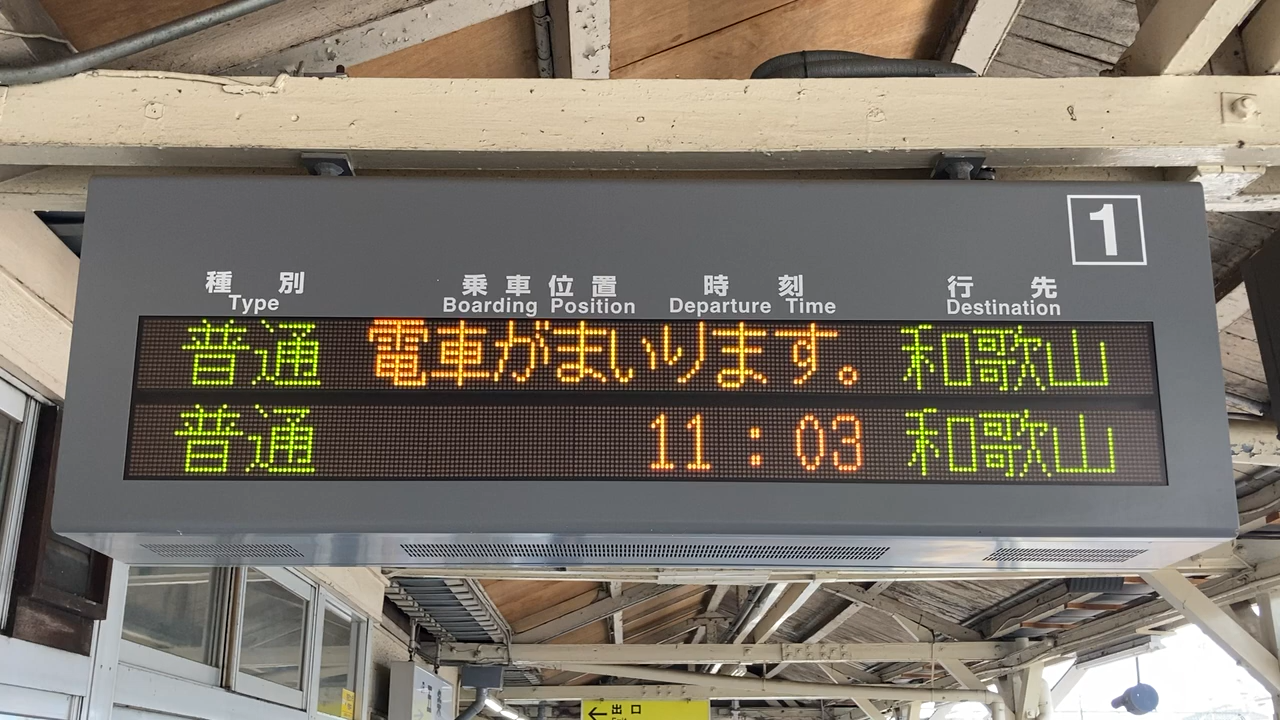 1
種別 乗車位置 時刻 行先
Type Boarding Position Departure Time Destination
普通 電車がまいります。 和歌山
普通 11:03 和歌山
← 出口